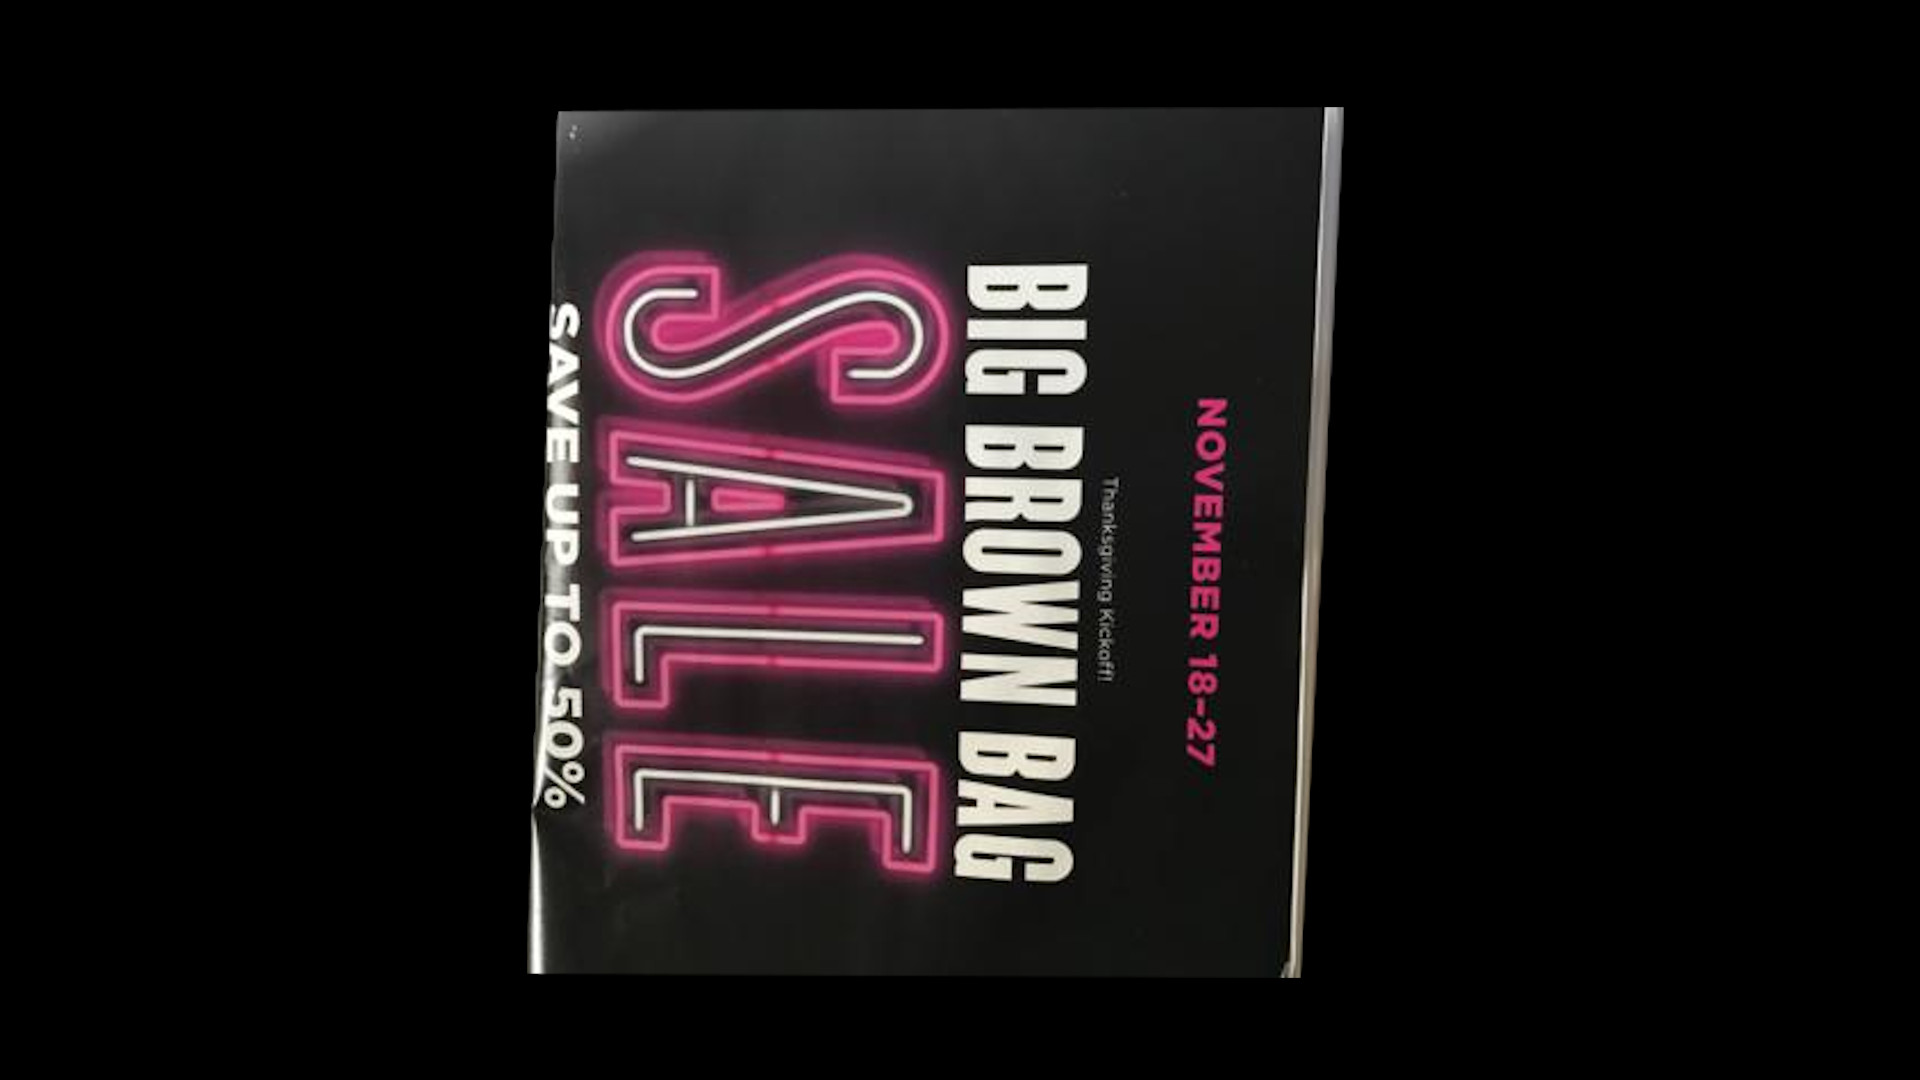 NOVEMBER 18-27
Thanksgiving Kickoff!
BIG BROWN BAG
SALE
SAVE UP TO 50%